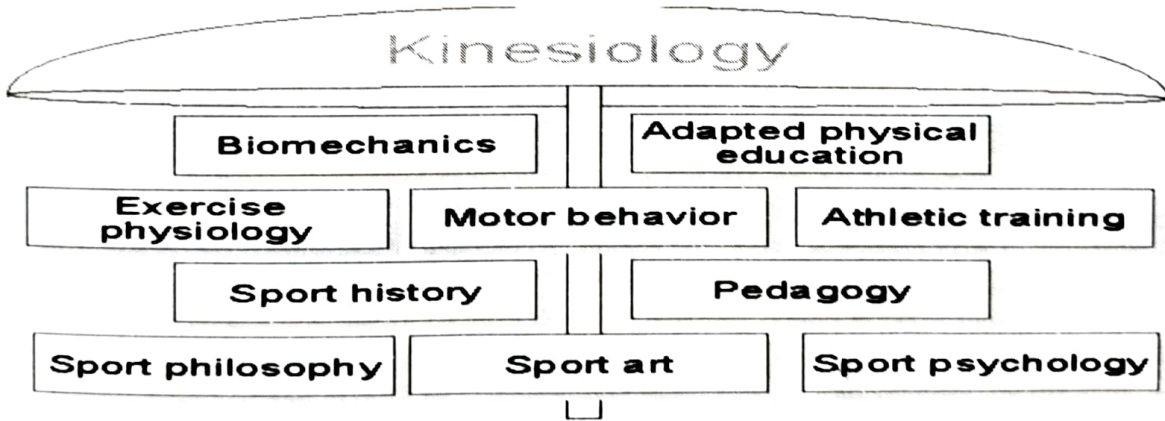 Kinesiology
Biomechanics
Adapted physical
education
Exercise
physiology
Motor behavior
Athletic training
Sport history
Pedagogy
Sport philosophy
Sport art
Sport psychology